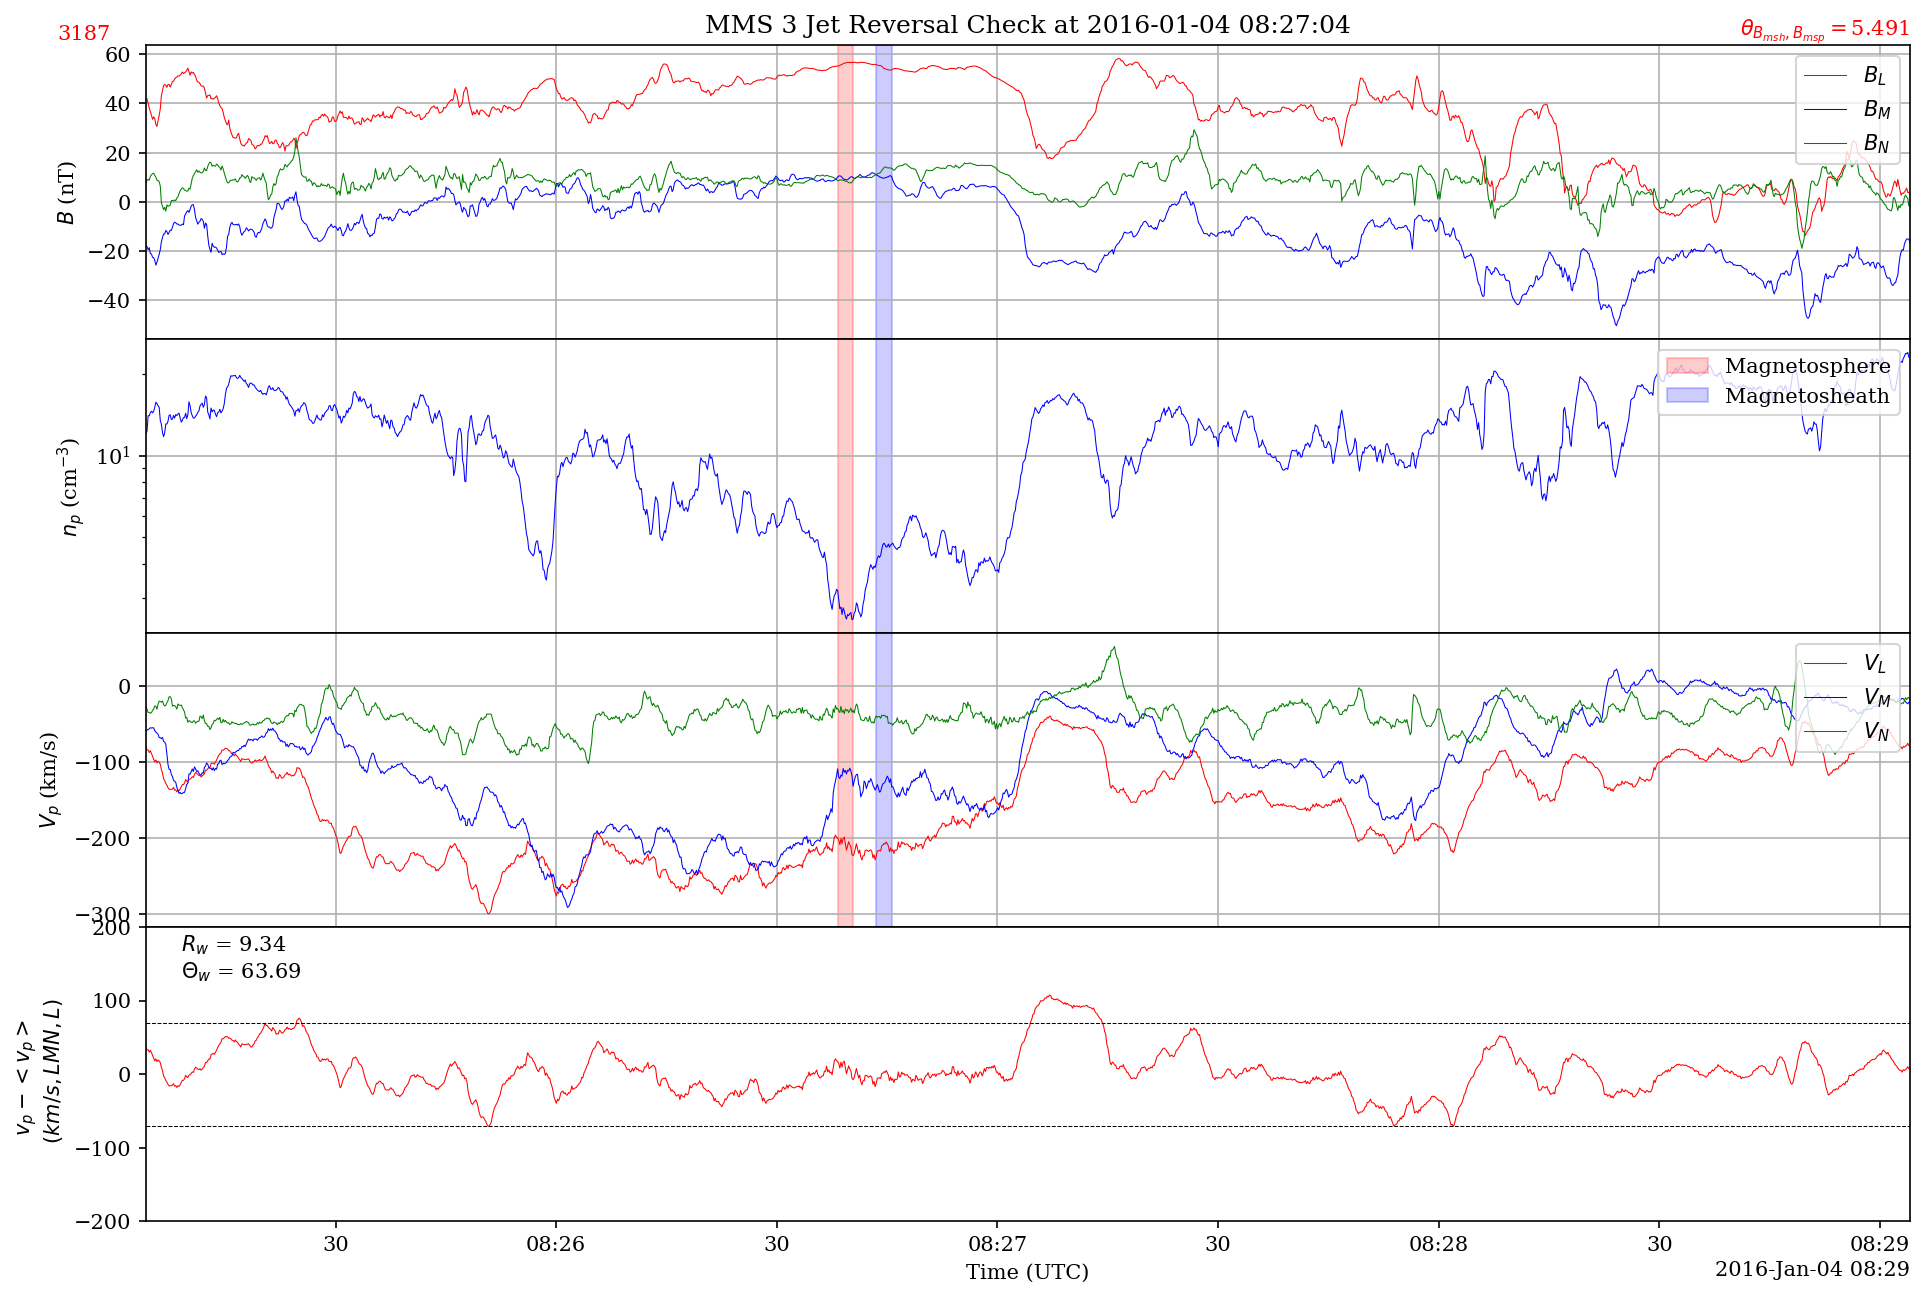 MMS 3 Jet Reversal Check at 2016-01-04 08:27:04
3187
θ_{B_{msh}, B_{msp}} = 5.491
60
40
20
0
−20
−40
B (nT)
B_L
B_M
B_N
10¹
n_p (cm⁻³)
Magnetosphere
Magnetosheath
0
−100
−200
−300
V_p (km/s)
V_L
V_M
V_N
200
100
0
−100
−200
v_p − < v_p >
(km/s, LMN, L)
R_w = 9.34
Θ_w = 63.69
30
08:26
30
08:27
30
08:28
30
08:29
Time (UTC)
2016-Jan-04 08:29